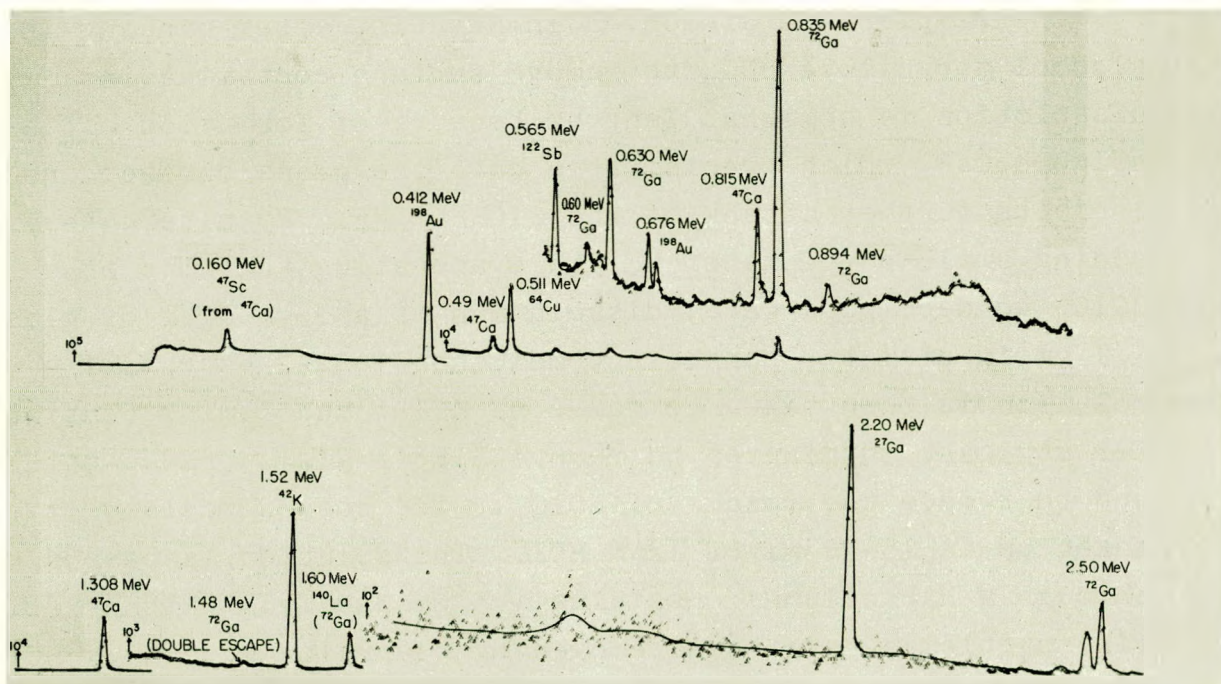 0.835 MeV
72Ga
0.565 MeV
122Sb
0.630 MeV
72Ga
0.60 MeV
72Ga
0.815 MeV
47Ca
0.412 MeV
198Au
0.676 MeV
198Au
0.894 MeV
72Ga
0.160 MeV
47Sc
( from 47Ca)
0.49 MeV
47Ca
0.511 MeV
64Cu
10^5
10^4
2.20 MeV
27Ga
1.52 MeV
42K
1.308 MeV
47Ca
1.48 MeV
72Ga
(DOUBLE ESCAPE)
1.60 MeV
140La
(72Ga)
2.50 MeV
72Ga
10^4
10^3
10^2